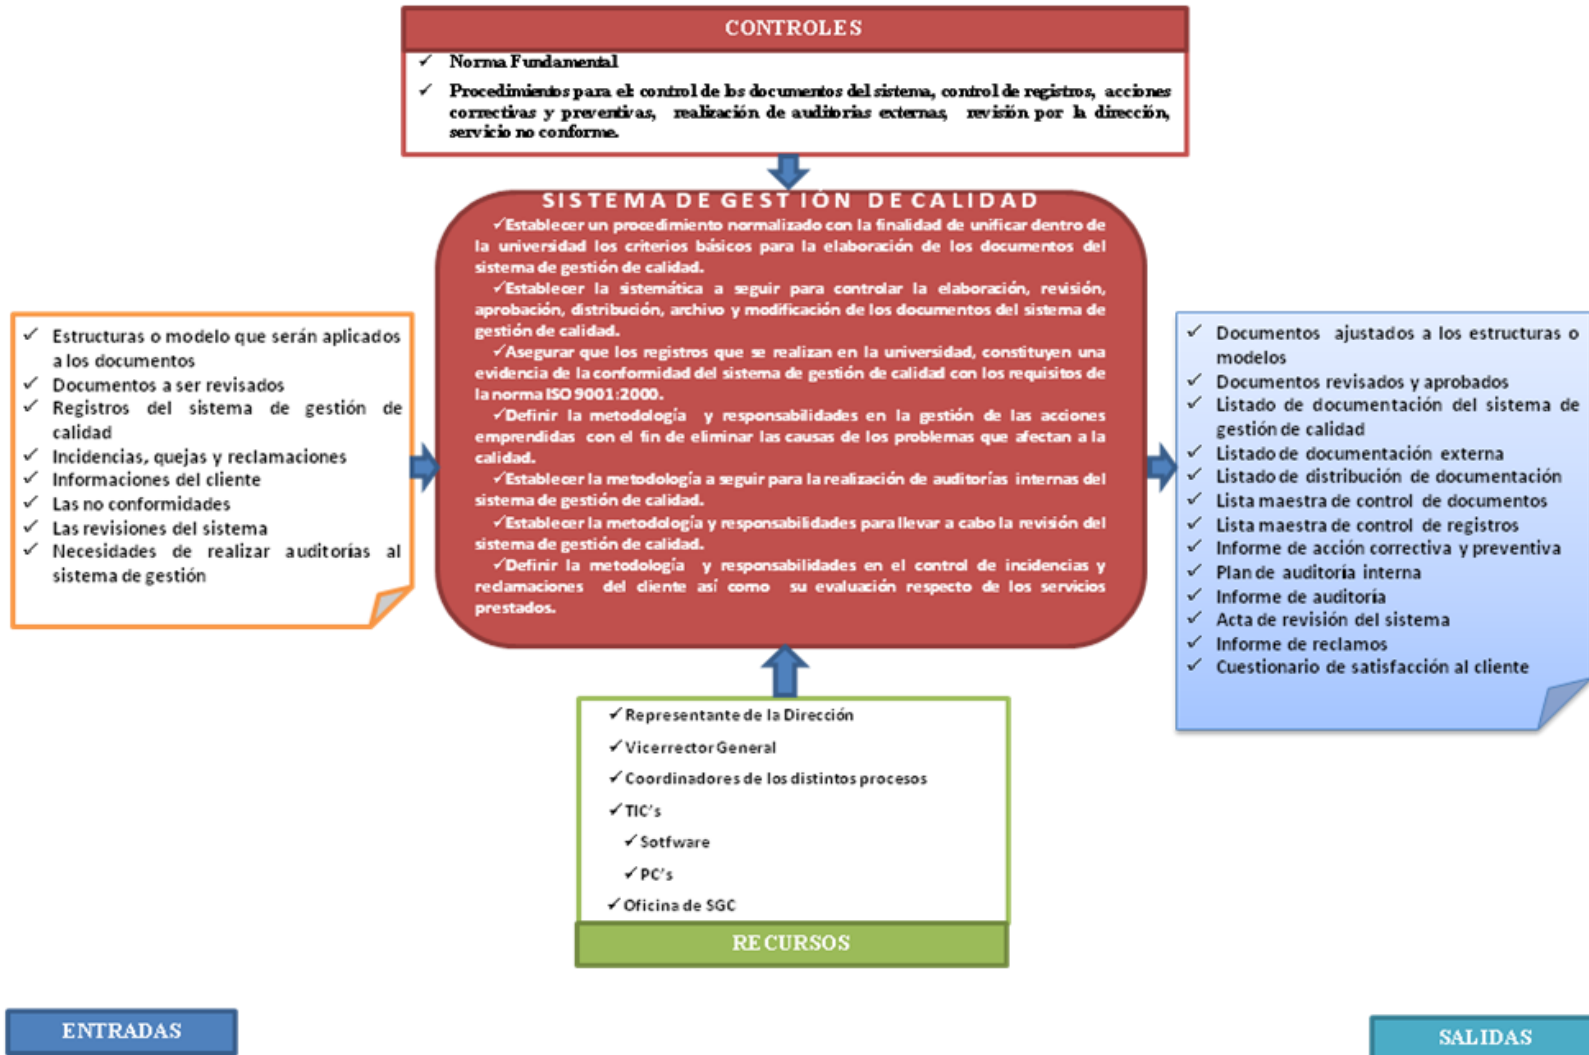 CONTROLES
✓ Norma Fundamental
✓ Procedimientos para el: control de los documentos del sistema, control de registros, acciones
correctivas y preventivas, realización de auditorías externas, revisión por la dirección,
servicio no conforme.
SISTEMA DE GESTIÓN DE CALIDAD
✓Establecer un procedimiento normalizado con la finalidad de unificar dentro de
la universidad los criterios básicos para la elaboración de los documentos del
sistema de gestión de calidad.
✓Establecer la sistemática a seguir para controlar la elaboración, revisión,
aprobación, distribución, archivo y modificación de los documentos del sistema de
gestión de calidad.
✓Asegurar que los registros que se realizan en la universidad, constituyen una
evidencia de la conformidad del sistema de gestión de calidad con los requisitos de
la norma ISO 9001:2000.
✓Definir la metodología y responsabilidades en la gestión de las acciones
emprendidas con el fin de eliminar las causas de los problemas que afectan a la
calidad.
✓Establecer la metodología a seguir para la realización de auditorías internas del
sistema de gestión de calidad.
✓Establecer la metodología y responsabilidades para llevar a cabo la revisión del
sistema de gestión de calidad.
✓Definir la metodología y responsabilidades en el control de incidencias y
reclamaciones del cliente así como su evaluación respecto de los servicios
prestados.
✓ Estructuras o modelo que serán aplicados
a los documentos
✓ Documentos a ser revisados
✓ Registros del sistema de gestión de
calidad
✓ Incidencias, quejas y reclamaciones
✓ Informaciones del cliente
✓ Las no conformidades
✓ Las revisiones del sistema
✓ Necesidades de realizar auditorías al
sistema de gestión
✓ Documentos ajustados a los estructuras o
modelos
✓ Documentos revisados y aprobados
✓ Listado de documentación del sistema de
gestión de calidad
✓ Listado de documentación externa
✓ Listado de distribución de documentación
✓ Lista maestra de control de documentos
✓ Lista maestra de control de registros
✓ Informe de acción correctiva y preventiva
✓ Plan de auditoría interna
✓ Informe de auditoría
✓ Acta de revisión del sistema
✓ Informe de reclamos
✓ Cuestionario de satisfacción al cliente
✓Representante de la Dirección
✓Vicerrector General
✓Coordinadores de los distintos procesos
✓TIC's
✓Sotfware
✓PC's
✓Oficina de SGC
RECURSOS
ENTRADAS
SALIDAS